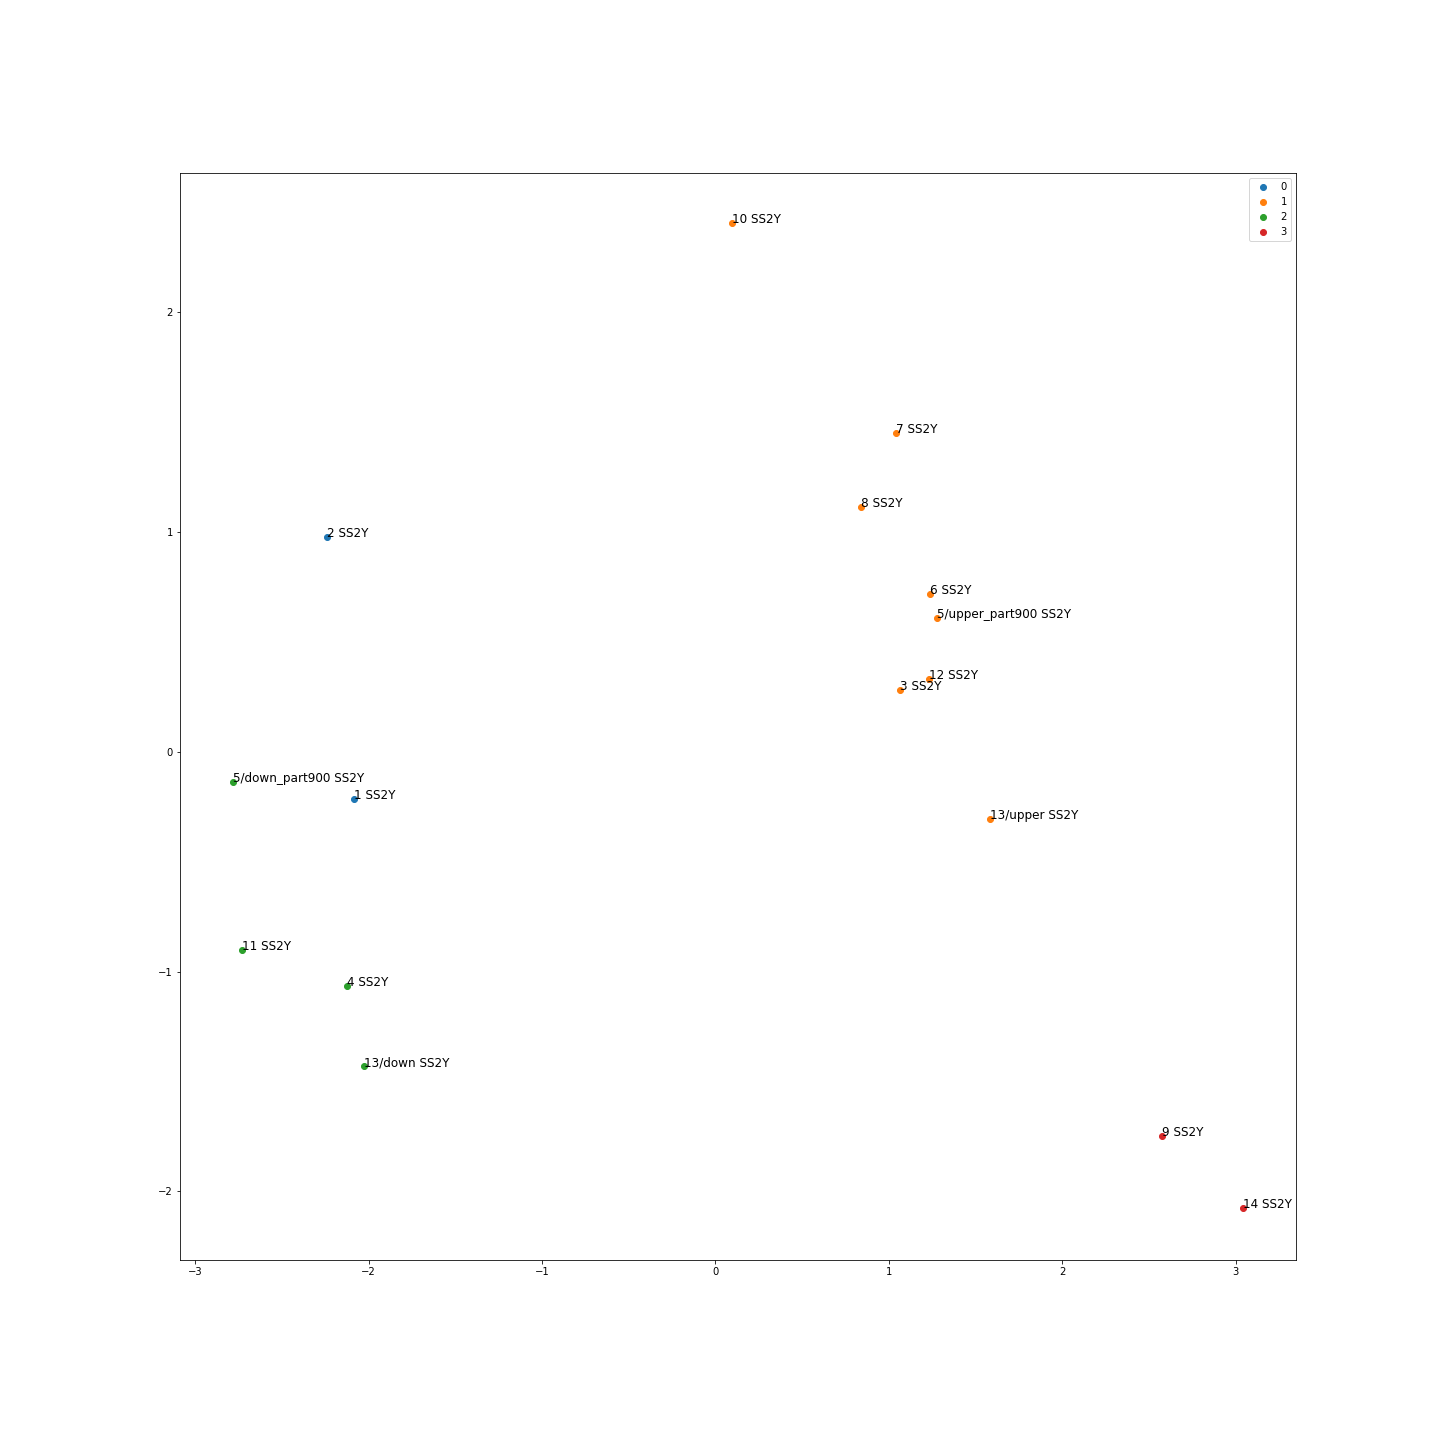 0
1
2
3
10 SS2Y
2
7 SS2Y
8 SS2Y
1
2 SS2Y
6 SS2Y
5/upper_part900 SS2Y
12 SS2Y
3 SS2Y
0
5/down_part900 SS2Y
1 SS2Y
13/upper SS2Y
11 SS2Y
−1
4 SS2Y
13/down SS2Y
9 SS2Y
−2
14 SS2Y
−3 −2 −1 0 1 2 3